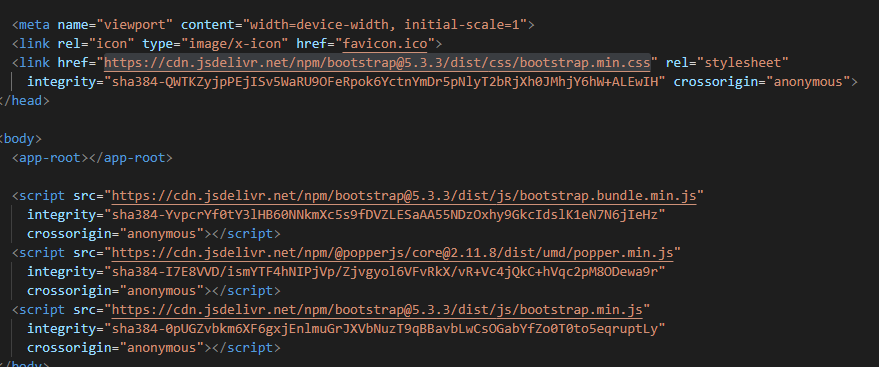 <meta name="viewport" content="width=device-width, initial-scale=1">
<link rel="icon" type="image/x-icon" href="favicon.ico">
<link href="https://cdn.jsdelivr.net/npm/bootstrap@5.3.3/dist/css/bootstrap.min.css" rel="stylesheet"
integrity="sha384-QWTKZyjpPEjISv5WaRU9OFeRpok6YctnYmDr5pNlyT2bRjXh0JMhjY6hW+ALEwIH" crossorigin="anonymous">
</head>
<body>
<app-root></app-root>
<script src="https://cdn.jsdelivr.net/npm/bootstrap@5.3.3/dist/js/bootstrap.bundle.min.js"
integrity="sha384-YvpcrYf0tY3lHB60NNkmXc5s9fDVZLESaAA55NDzOxhy9GkcIdslK1eN7N6jIeHz"
crossorigin="anonymous"></script>
<script src="https://cdn.jsdelivr.net/npm/@popperjs/core@2.11.8/dist/umd/popper.min.js"
integrity="sha384-I7E8VVD/ismYTF4hNIPjVp/Zjvgyol6VFvRkX/vR+Vc4jQkC+hVqc2pM8ODewa9r"
crossorigin="anonymous"></script>
<script src="https://cdn.jsdelivr.net/npm/bootstrap@5.3.3/dist/js/bootstrap.min.js"
integrity="sha384-0pUGZvbkm6XF6gxjEnlmuGrJXVbNuzT9qBBavbLwCsOGabYfZo0T0to5eqruptLy"
crossorigin="anonymous"></script>
</body>